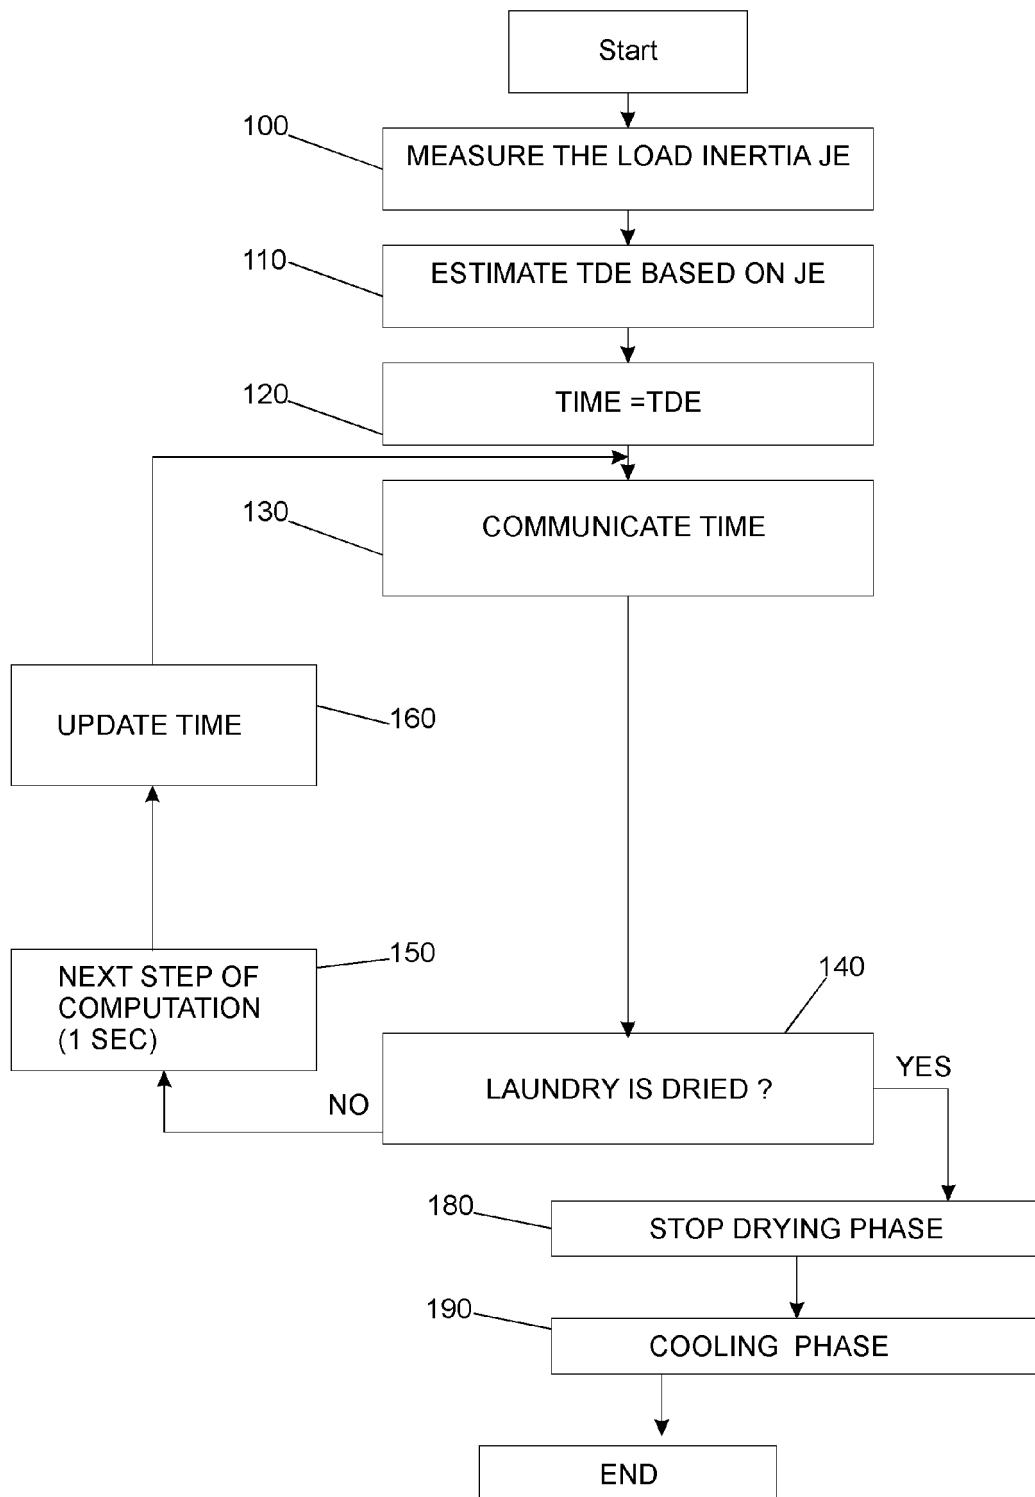 Start
100
MEASURE THE LOAD INERTIA JE
110
ESTIMATE TDE BASED ON JE
120
TIME =TDE
130
COMMUNICATE TIME
UPDATE TIME
160
150
NEXT STEP OF
COMPUTATION
(1 SEC)
140
YES
LAUNDRY IS DRIED ?
NO
180
STOP DRYING PHASE
190
COOLING PHASE
END